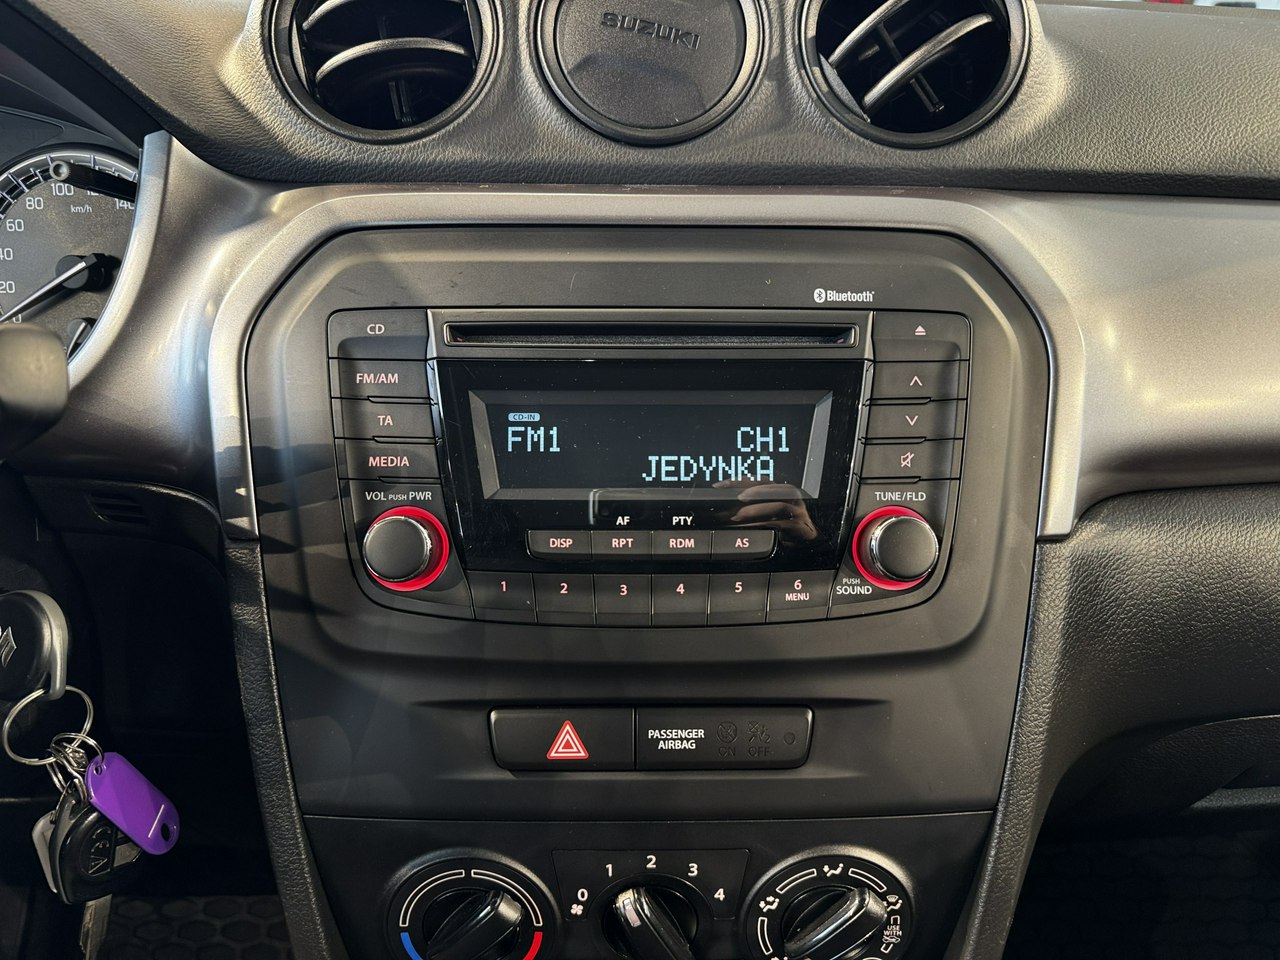 SUZUKI
100
80
140
km/h
60
40
20
Bluetooth
CD
FM/AM
TA
MEDIA
VOL PUSH PWR
CD-IN
FM1 CH1
JEDYNKA
AF PTY
DISP RPT RDM AS
TUNE/FLD
PUSH
SOUND
1 2 3 4 5 6
MENU
PASSENGER
AIRBAG
ON OFF
0 1 2 3 4
USE
WITH